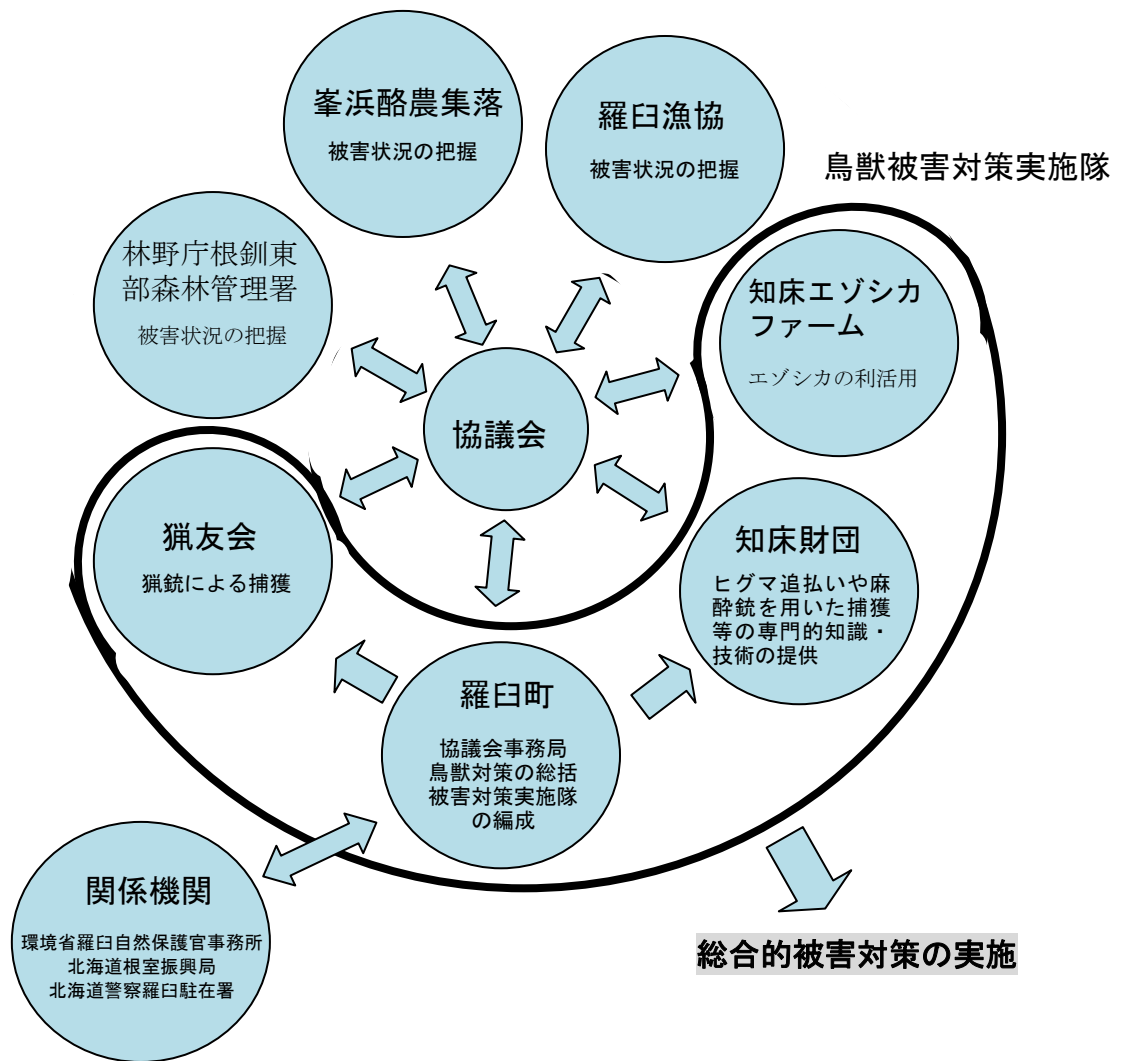 峯浜酪農集落
被害状況の把握
羅臼漁協
被害状況の把握
鳥獣被害対策実施隊
林野庁根釧東
部森林管理署
被害状況の把握
知床エゾシカ
ファーム
エゾシカの利活用
協議会
猟友会
猟銃による捕獲
知床財団
ヒグマ追払いや麻
酔銃を用いた捕獲
等の専門的知識・
技術の提供
羅臼町
協議会事務局
鳥獣対策の総括
被害対策実施隊
の編成
関係機関
環境省羅臼自然保護官事務所
北海道根室振興局
北海道警察羅臼駐在署
総合的被害対策の実施